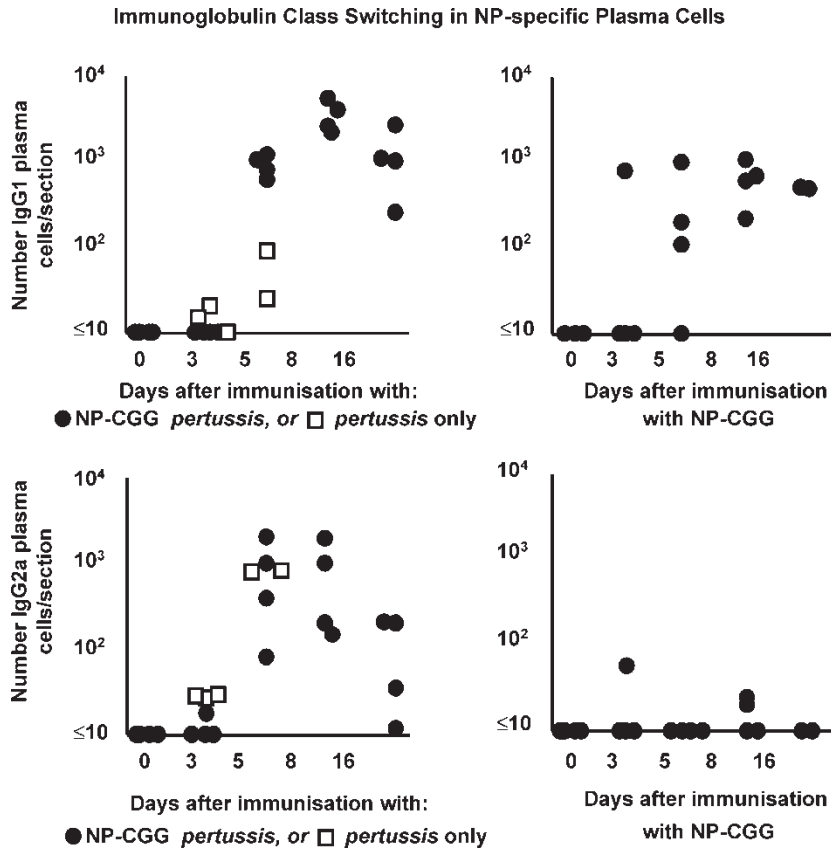 Immunoglobulin Class Switching in NP-specific Plasma Cells
Number IgG1 plasma
cells/section
10⁴
10³
10²
≤10
0 3 5 8 16
Days after immunisation with:
● NP-CGG pertussis, or □ pertussis only
10⁴
10³
10²
≤10
0 3 5 8 16
Days after immunisation
with NP-CGG
Number IgG2a plasma
cells/section
10⁴
10³
10²
≤10
0 3 5 8 16
Days after immunisation with:
● NP-CGG pertussis, or □ pertussis only
10⁴
10³
10²
≤10
0 3 5 8 16
Days after immunisation
with NP-CGG